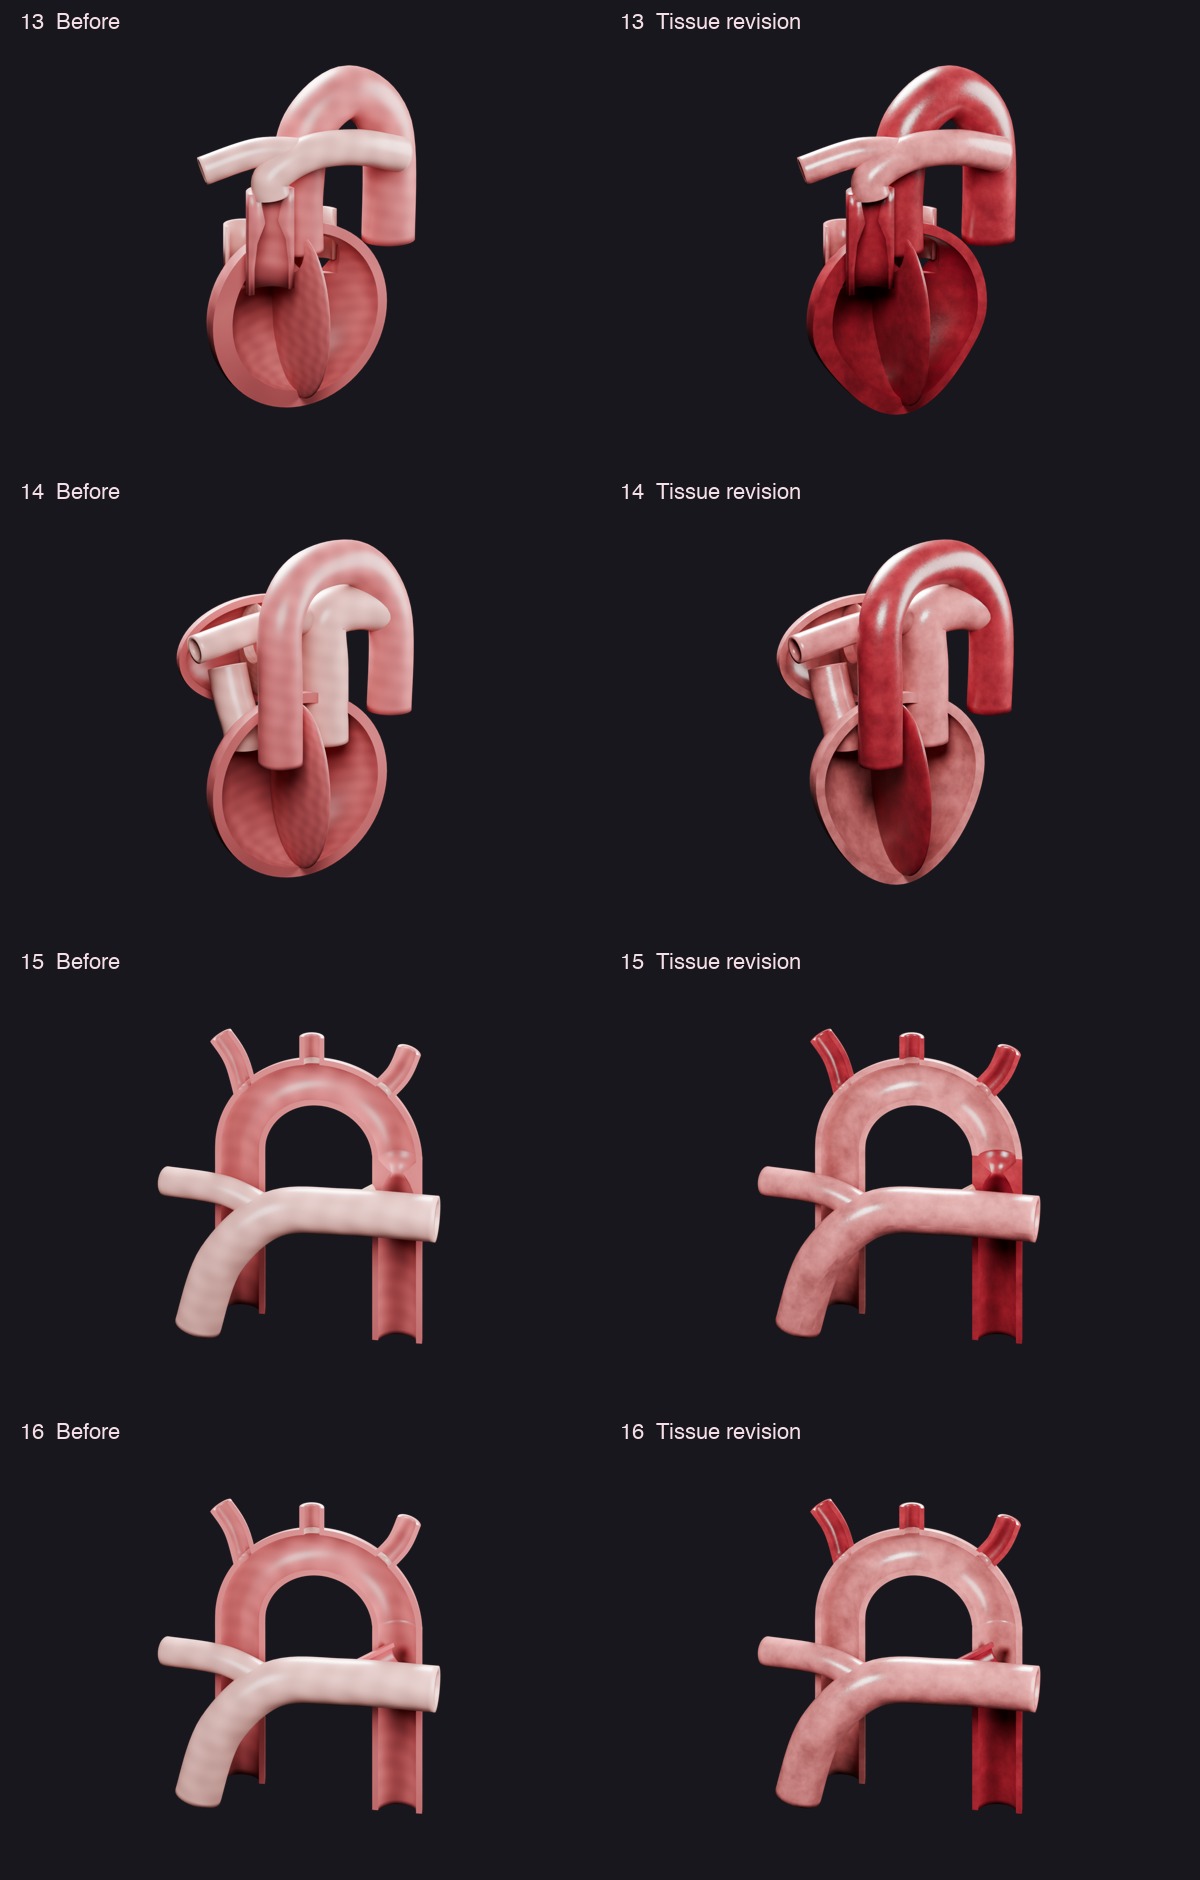 13 Before
13 Tissue revision
14 Before
14 Tissue revision
15 Before
15 Tissue revision
16 Before
16 Tissue revision